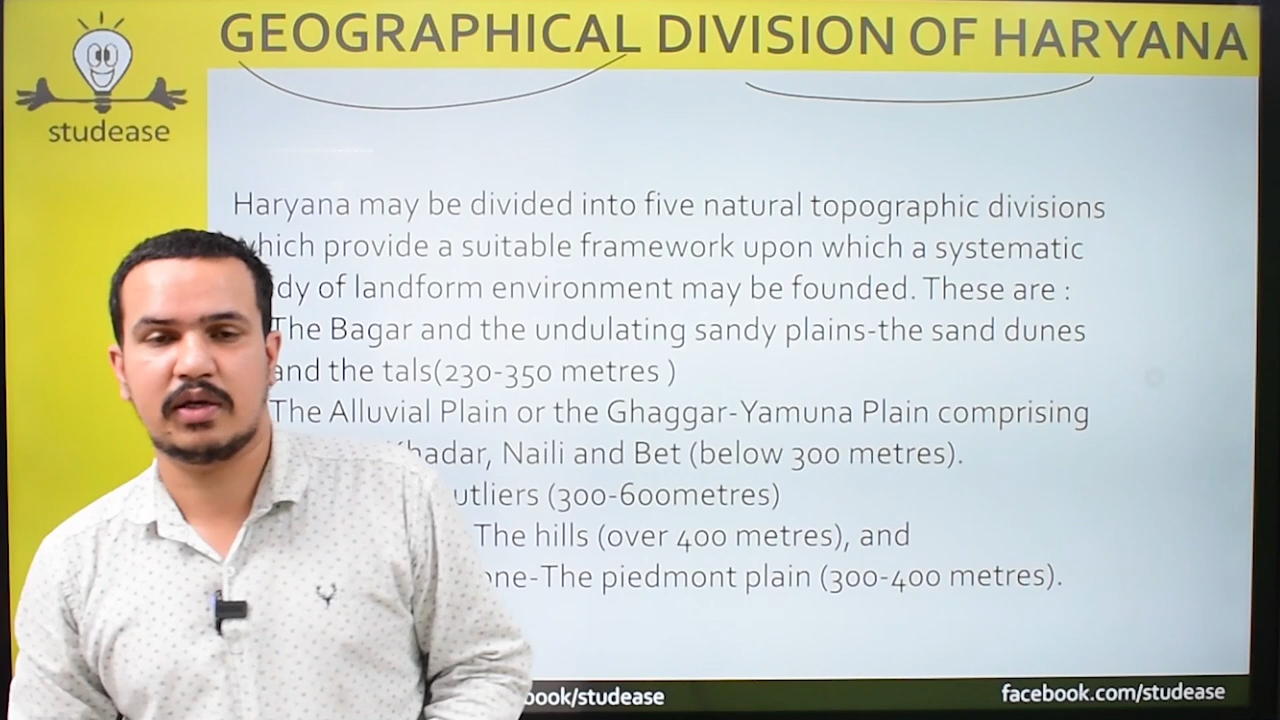 GEOGRAPHICAL DIVISION OF HARYANA
studease
Haryana may be divided into five natural topographic divisions
which provide a suitable framework upon which a systematic
dy of landform environment may be founded. These are :
The Bagar and the undulating sandy plains-the sand dunes
and the tals(230-350 metres )
The Alluvial Plain or the Ghaggar-Yamuna Plain comprising
Khadar, Naili and Bet (below 300 metres).
utliers (300-600metres)
The hills (over 400 metres), and
ne-The piedmont plain (300-400 metres).
ook/studease
facebook.com/studease